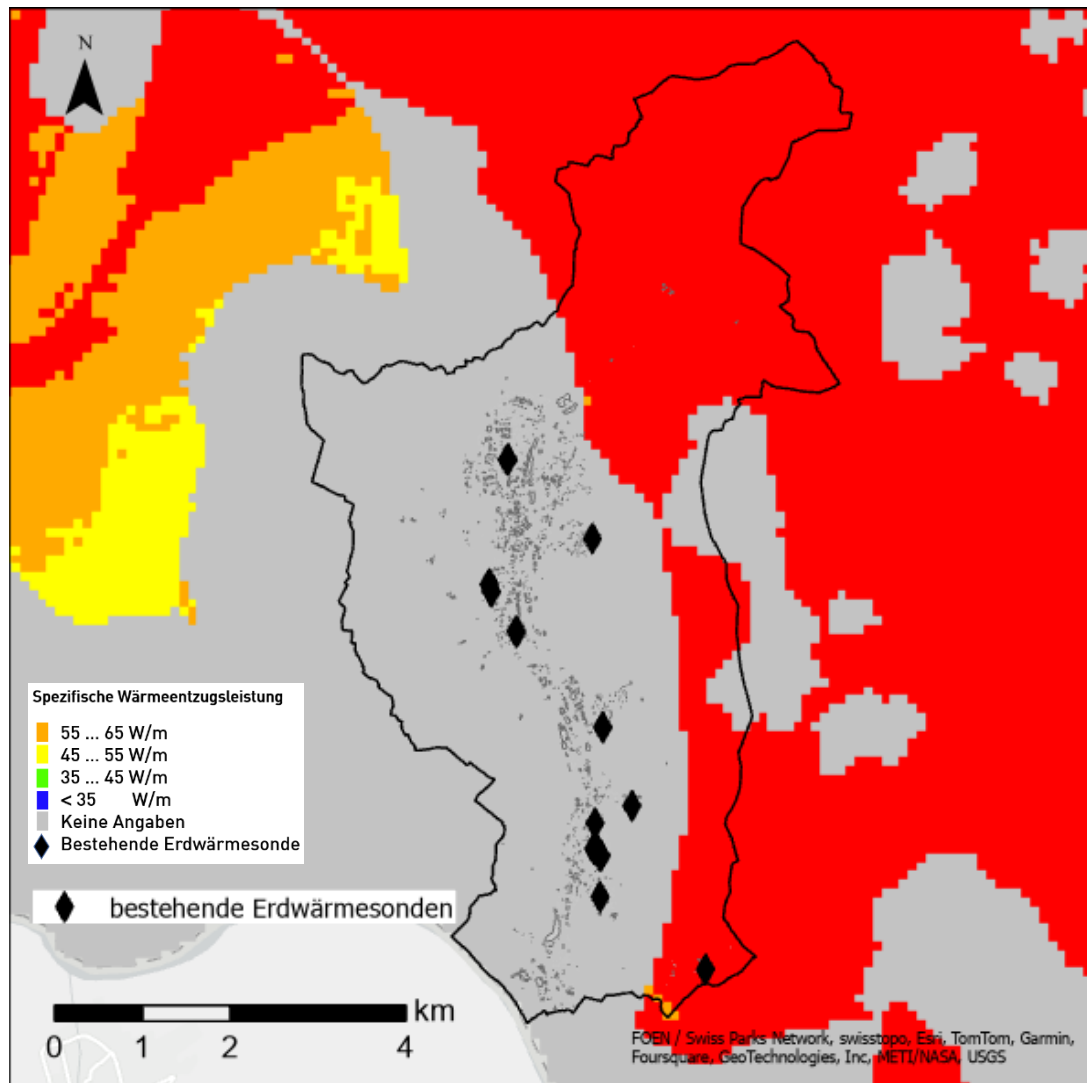 N
Spezifische Wärmeentzugsleistung
55 ... 65 W/m
45 ... 55 W/m
35 ... 45 W/m
< 35 W/m
Keine Angaben
Bestehende Erdwärmesonde
bestehende Erdwärmesonden
km
0 1 2 4
FOEN / Swiss Parks Network, swisstopo, Esri, TomTom, Garmin,
Foursquare, GeoTechnologies, Inc, METI/NASA, USGS